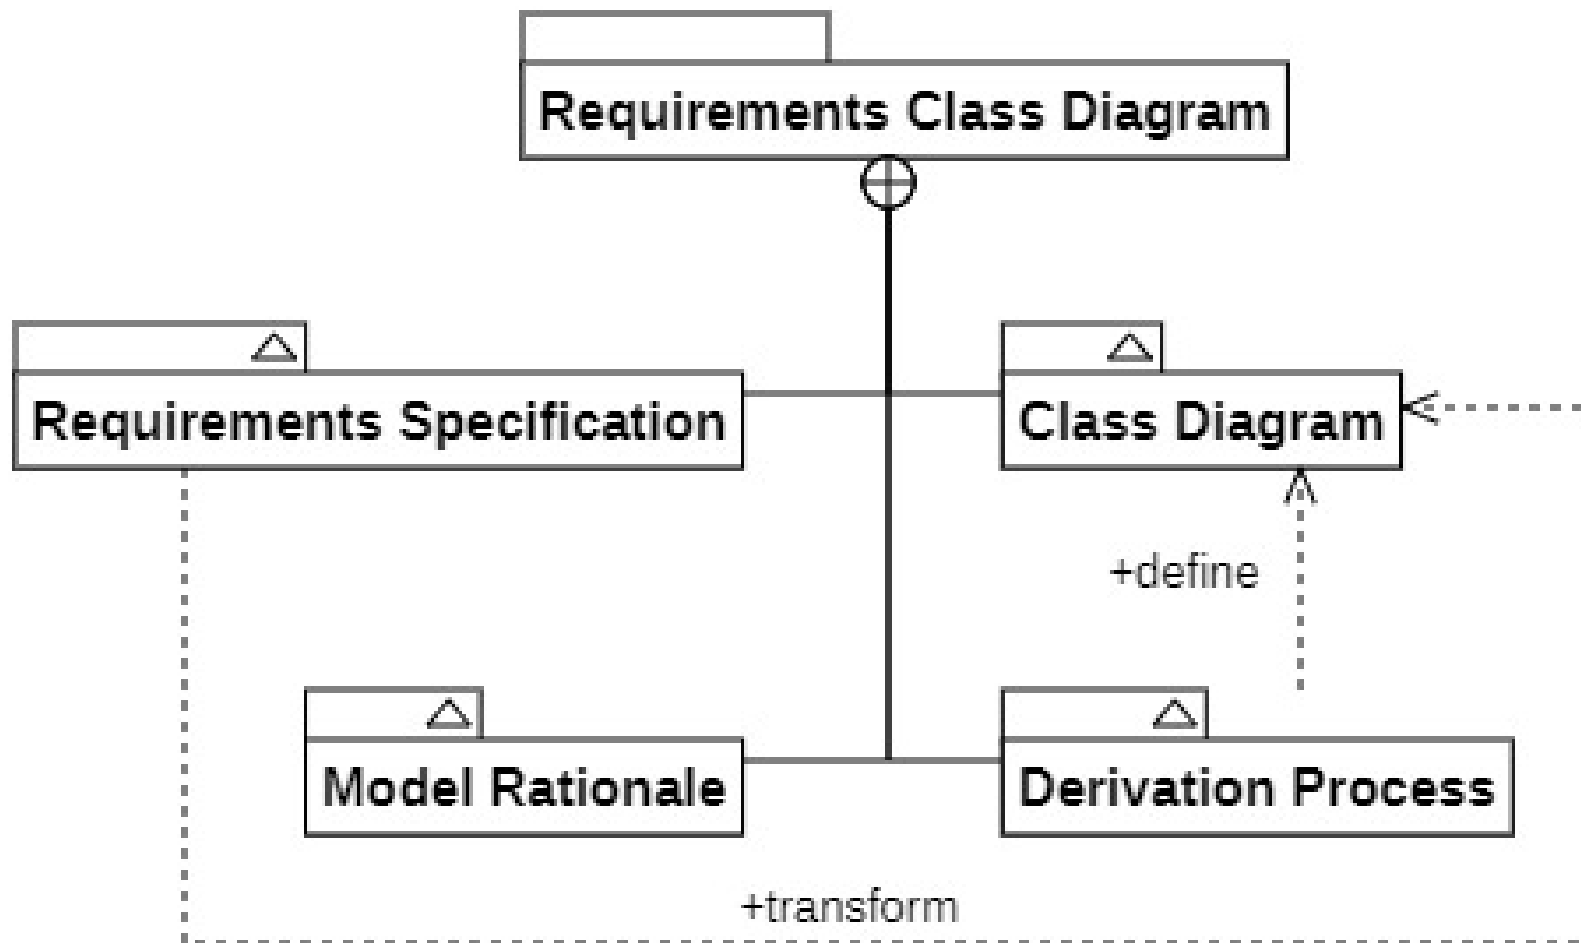 Requirements Class Diagram
Requirements Specification
Class Diagram
+define
Model Rationale
Derivation Process
+transform